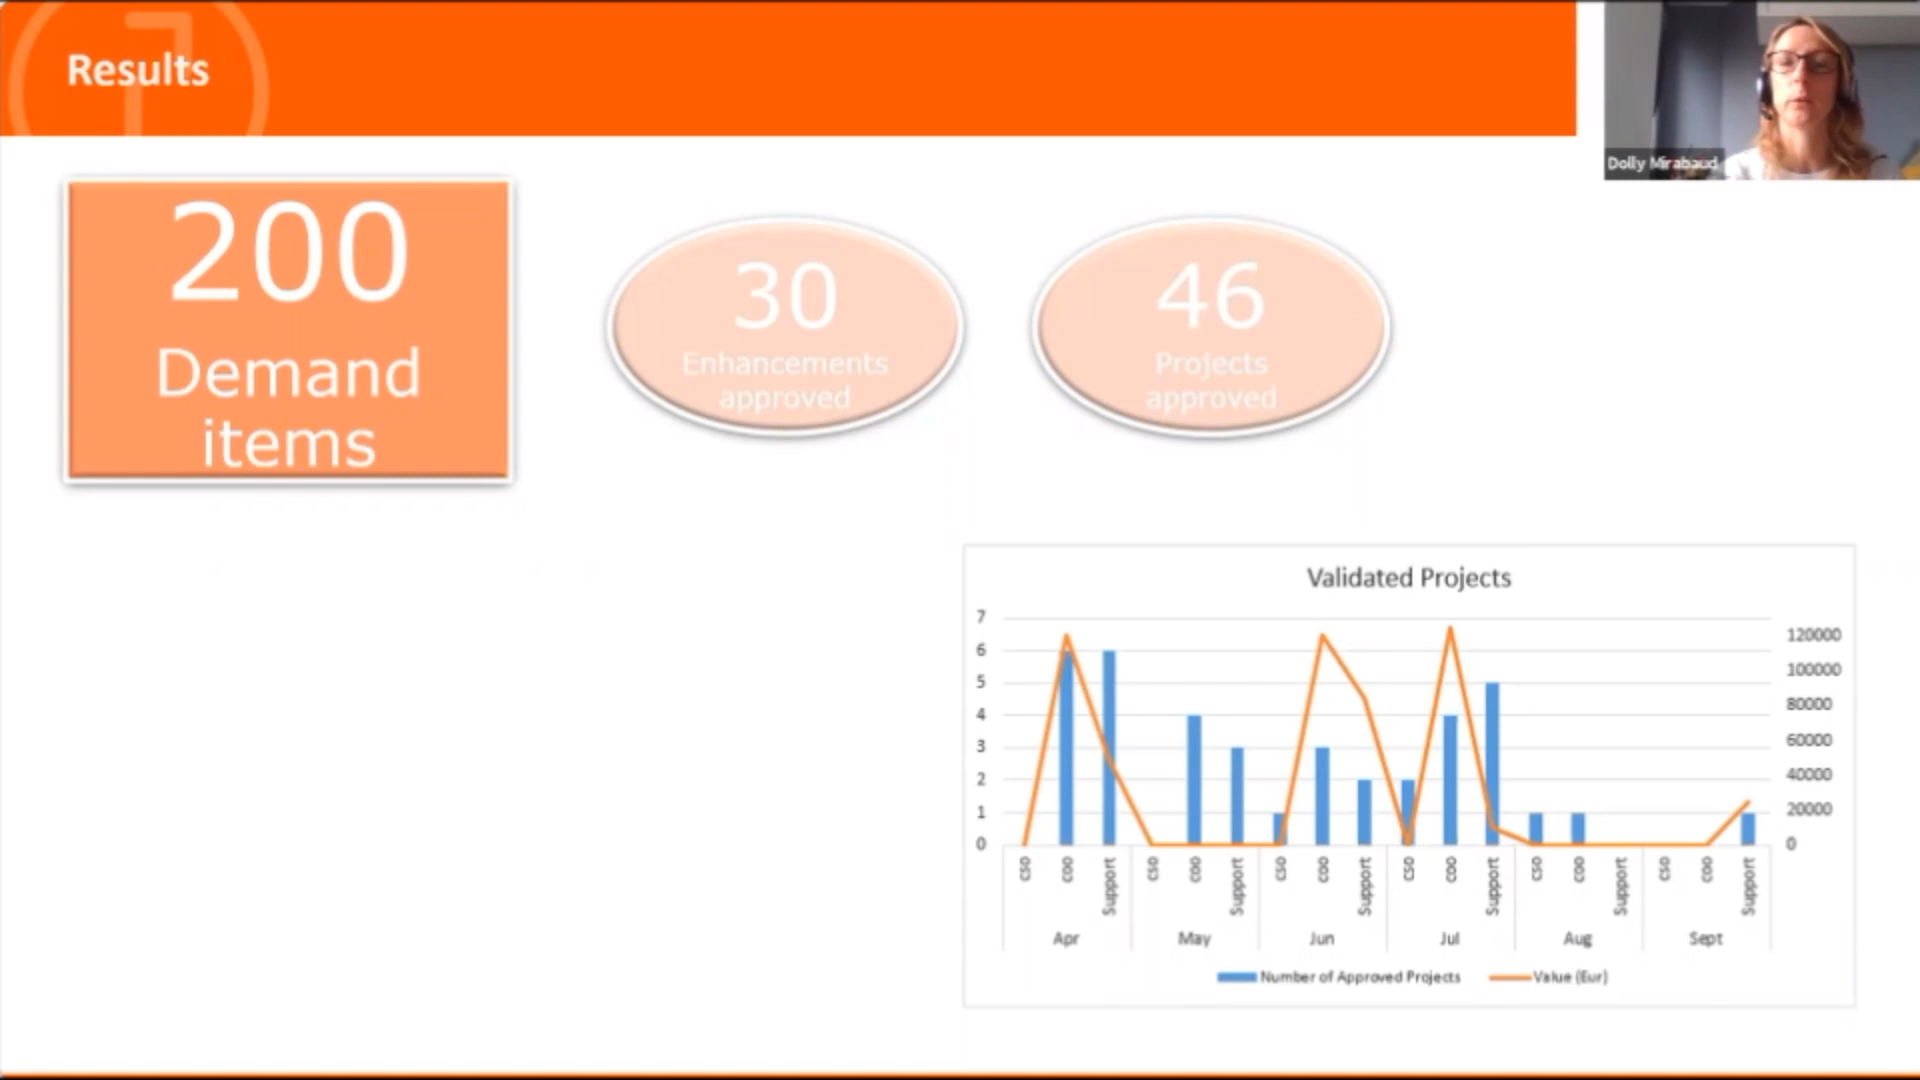 Results
Dolly Mirabaud
200
Demand
items
30
Enhancements
approved
46
Projects
approved
Validated Projects
7
6
5
4
3
2
1
0
120000
100000
80000
60000
40000
20000
0
cso
coo
Support
cso
coo
Support
cso
coo
Support
cso
coo
Support
cso
coo
Support
cso
coo
Support
Apr
May
Jun
Jul
Aug
Sept
Number of Approved Projects
Value (Eur)